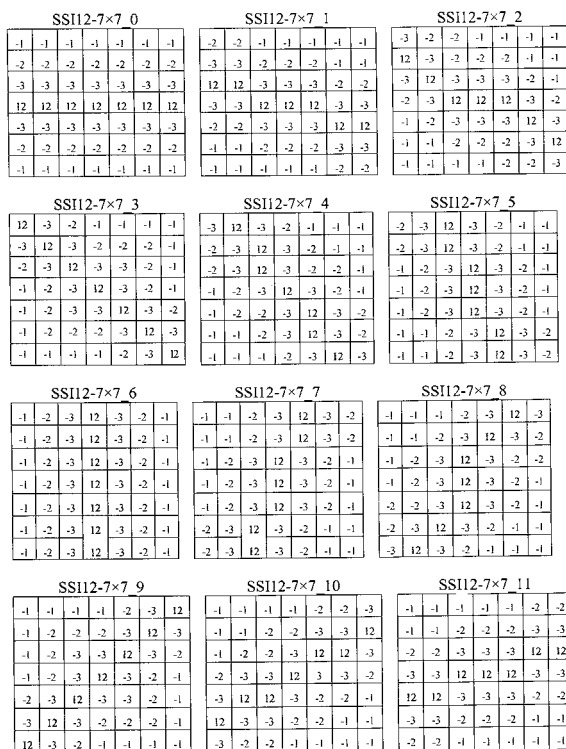 SSI12-7×7_0
-1 -1 -1 -1 -1 -1 -1
-2 -2 -2 -2 -2 -2 -2
-3 -3 -3 -3 -3 -3 -3
12 12 12 12 12 12 12
-3 -3 -3 -3 -3 -3 -3
-2 -2 -2 -2 -2 -2 -2
-1 -1 -1 -1 -1 -1 -1
SSI12-7×7_1
-2 -2 -1 -1 -1 -1 -1
-3 -3 -2 -2 -2 -1 -1
12 12 -3 -3 -3 -2 -2
-3 -3 12 12 12 -3 -3
-2 -2 -3 -3 -3 12 12
-1 -1 -2 -2 -2 -3 -3
-1 -1 -1 -1 -1 -2 -2
SSI12-7×7_2
-3 -2 -2 -1 -1 -1 -1
12 -3 -3 -2 -2 -1 -1
-3 12 -3 -3 -3 -2 -1
-2 -3 12 12 12 -3 -2
-1 -2 -3 -3 -3 12 -3
-1 -1 -2 -2 -2 -3 12
-1 -1 -1 -1 -2 -2 -3
SSI12-7×7_3
12 -3 -2 -1 -1 -1 -1
-3 12 -3 -2 -2 -2 -1
-2 -3 12 -3 -3 -2 -1
-1 -2 -3 12 -3 -2 -1
-1 -2 -3 -3 12 -3 -2
-1 -2 -2 -2 -3 12 -3
-1 -1 -1 -1 -2 -3 12
SSI12-7×7_4
-3 12 -3 -2 -1 -1 -1
-2 -3 12 -3 -2 -1 -1
-2 -3 12 -3 -2 -2 -1
-1 -2 -3 12 -3 -2 -1
-1 -2 -2 -3 12 -3 -2
-1 -1 -2 -3 12 -3 -2
-1 -1 -1 -2 -3 12 -3
SSI12-7×7_5
-2 -3 12 -3 -2 -1 -1
-2 -3 12 -3 -2 -1 -1
-1 -2 -3 12 -3 -2 -1
-1 -2 -3 12 -3 -2 -1
-1 -2 -3 12 -3 -2 -1
-1 -1 -2 -3 12 -3 -2
-1 -1 -2 -3 12 -3 -2
SSI12-7×7_6
-1 -2 -3 12 -3 -2 -1
-1 -2 -3 12 -3 -2 -1
-1 -2 -3 12 -3 -2 -1
-1 -2 -3 12 -3 -2 -1
-1 -2 -3 12 -3 -2 -1
-1 -2 -3 12 -3 -2 -1
-1 -2 -3 12 -3 -2 -1
SSI12-7×7_7
-1 -1 -2 -3 12 -3 -2
-1 -1 -2 -3 12 -3 -2
-1 -2 -3 12 -3 -2 -1
-1 -2 -3 12 -3 -2 -1
-1 -2 -3 12 -3 -2 -1
-2 -3 12 -3 -2 -1 -1
-2 -3 12 -3 -2 -1 -1
SSI12-7×7_8
-1 -1 -1 -2 -3 12 -3
-1 -1 -2 -3 12 -3 -2
-1 -2 -2 -3 12 -3 -2
-1 -2 -3 12 -3 -2 -1
-2 -2 -3 12 -3 -2 -1
-2 -3 12 -3 -2 -1 -1
-3 12 -3 -2 -1 -1 -1
SSI12-7×7_9
-1 -1 -1 -1 -2 -3 12
-1 -2 -2 -2 -3 12 -3
-1 -2 -3 -3 12 -3 -2
-1 -2 -3 12 -3 -2 -1
-2 -3 12 -3 -3 -2 -1
-3 12 -3 -2 -2 -2 -1
12 -3 -2 -1 -1 -1 -1
SSI12-7×7_10
-1 -1 -1 -1 -2 -2 -3
-1 -1 -2 -2 -3 -3 12
-1 -2 -2 -3 12 12 -3
-2 -3 -3 12 3 -3 -2
-3 12 12 -3 -2 -2 -1
12 -3 -3 -2 -2 -1 -1
-3 -2 -2 -1 -1 -1 -1
SSI12-7×7_11
-1 -1 -1 -1 -1 -2 -2
-1 -1 -2 -2 -2 -3 -3
-2 -2 -3 -3 -3 12 12
-3 -3 12 12 12 -3 -3
12 12 -3 -3 -3 -2 -2
-3 -3 -2 -2 -2 -1 -1
-2 -2 -1 -1 -1 -1 -1